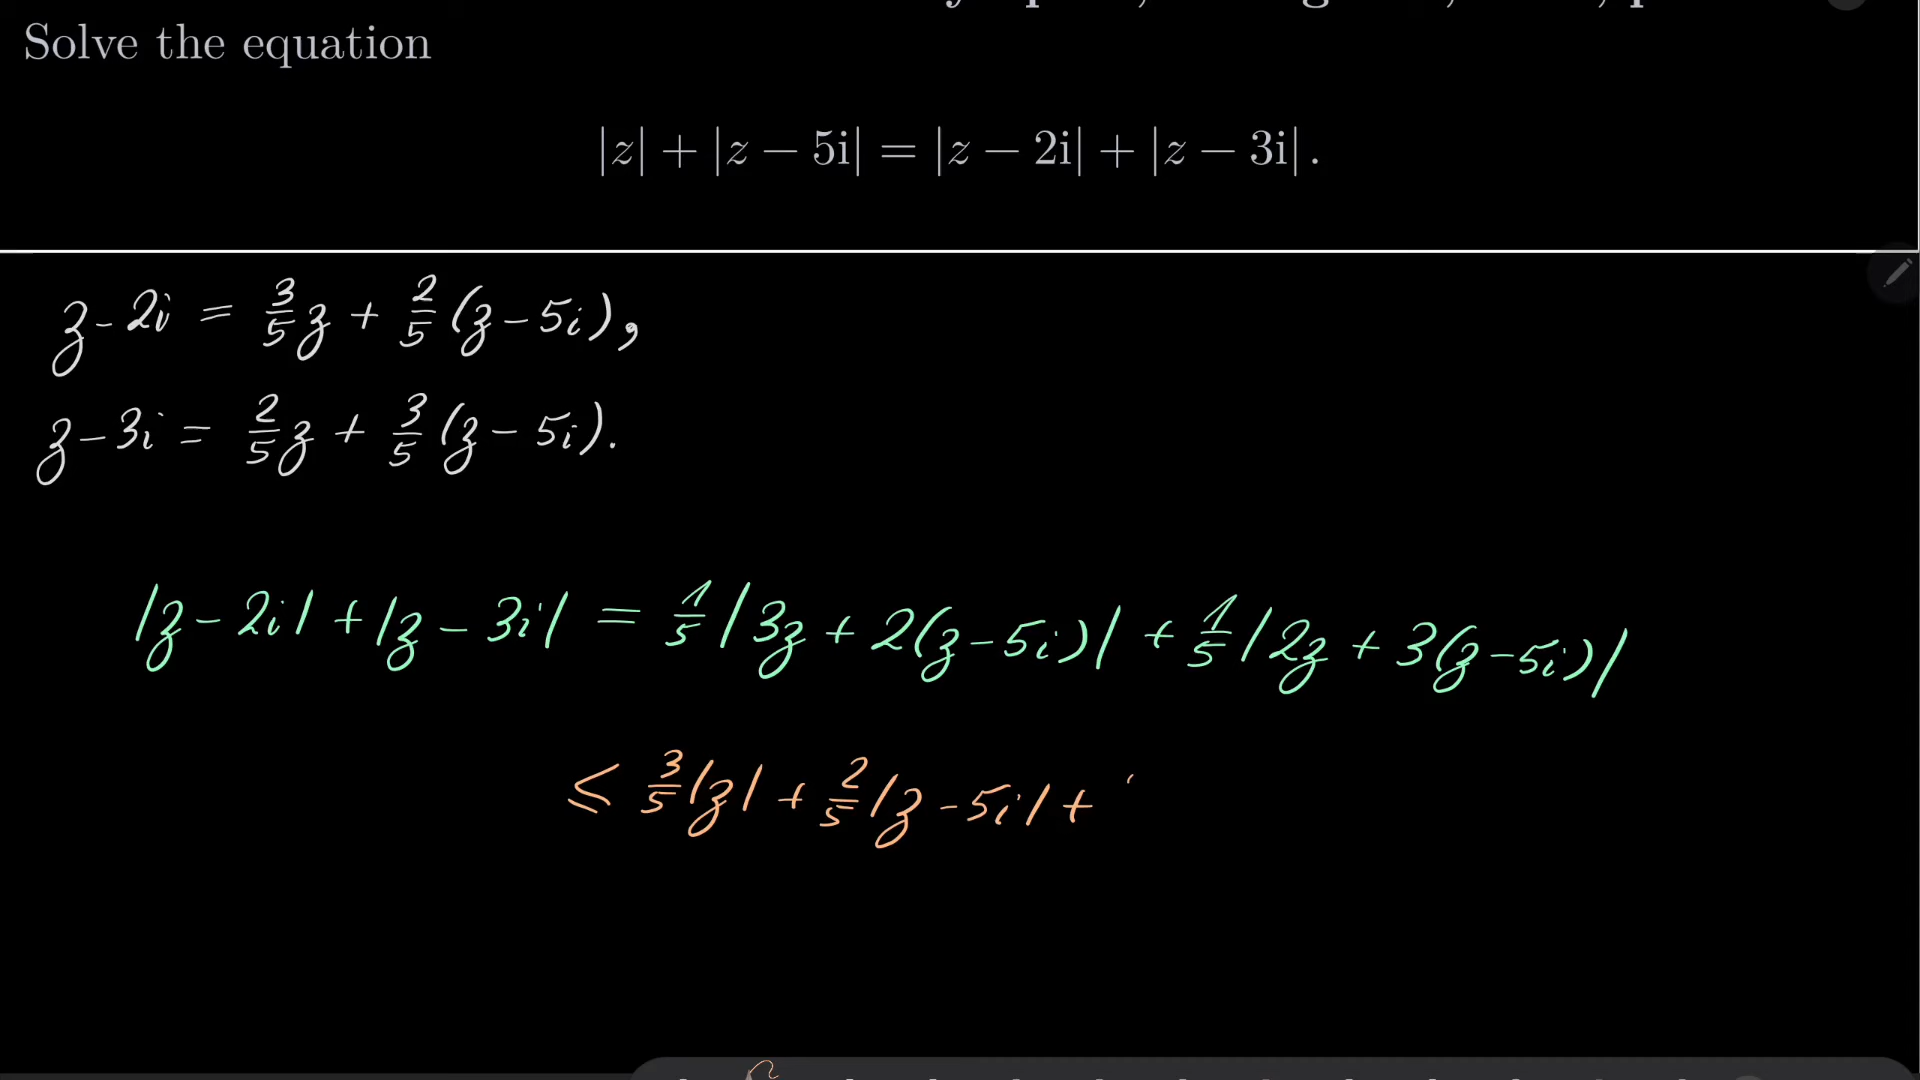 Solve the equation
|z| + |z − 5i| = |z − 2i| + |z − 3i| .
z - 2i = 3/5 z + 2/5 (z - 5i),
z - 3i = 2/5 z + 3/5 (z - 5i).
|z - 2i| + |z - 3i| = 1/5 |3z + 2(z - 5i)| + 1/5 |2z + 3(z - 5i)|
≤ 3/5 |z| + 2/5 |z - 5i| +